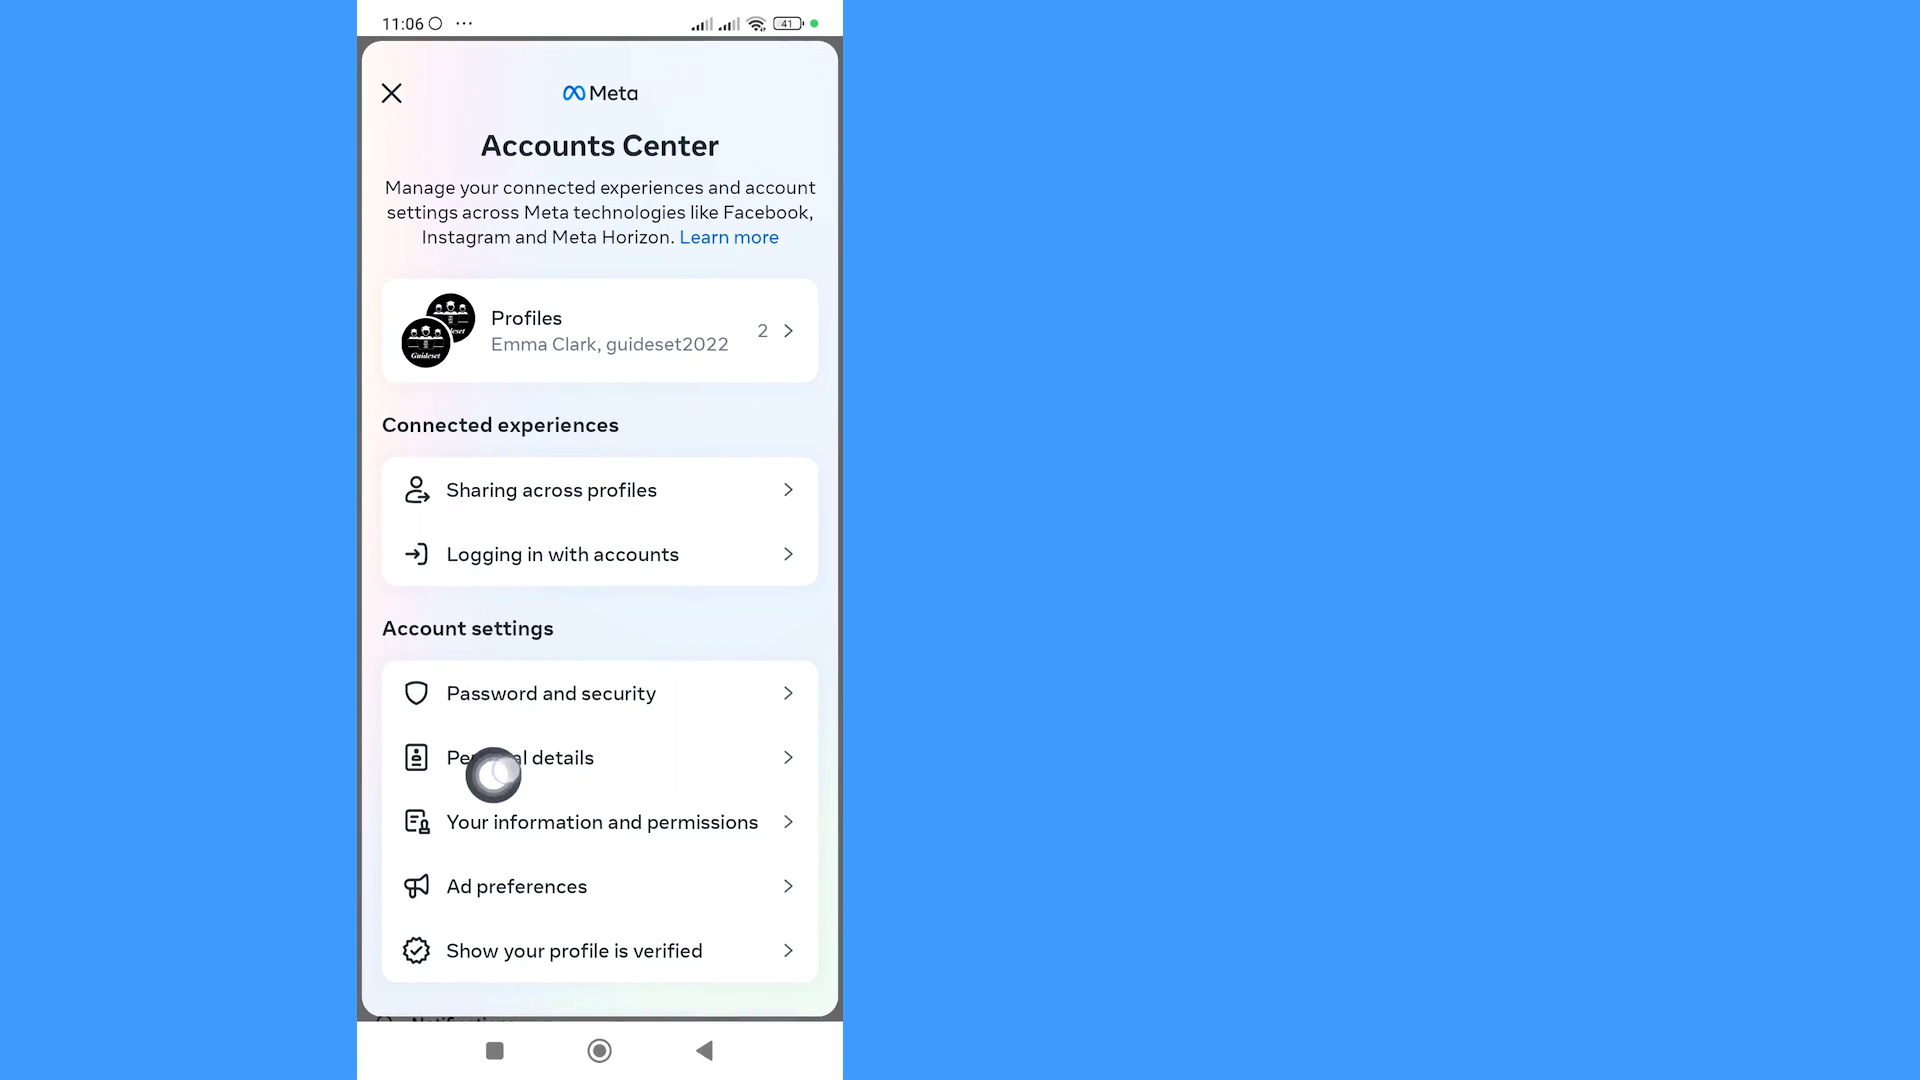 11:06
41
Meta
Accounts Center
Manage your connected experiences and account
settings across Meta technologies like Facebook,
Instagram and Meta Horizon. Learn more
Profiles
Emma Clark, guideset2022
2
Guideset
Connected experiences
Sharing across profiles
Logging in with accounts
Account settings
Password and security
details
Your information and permissions
Ad preferences
Show your profile is verified